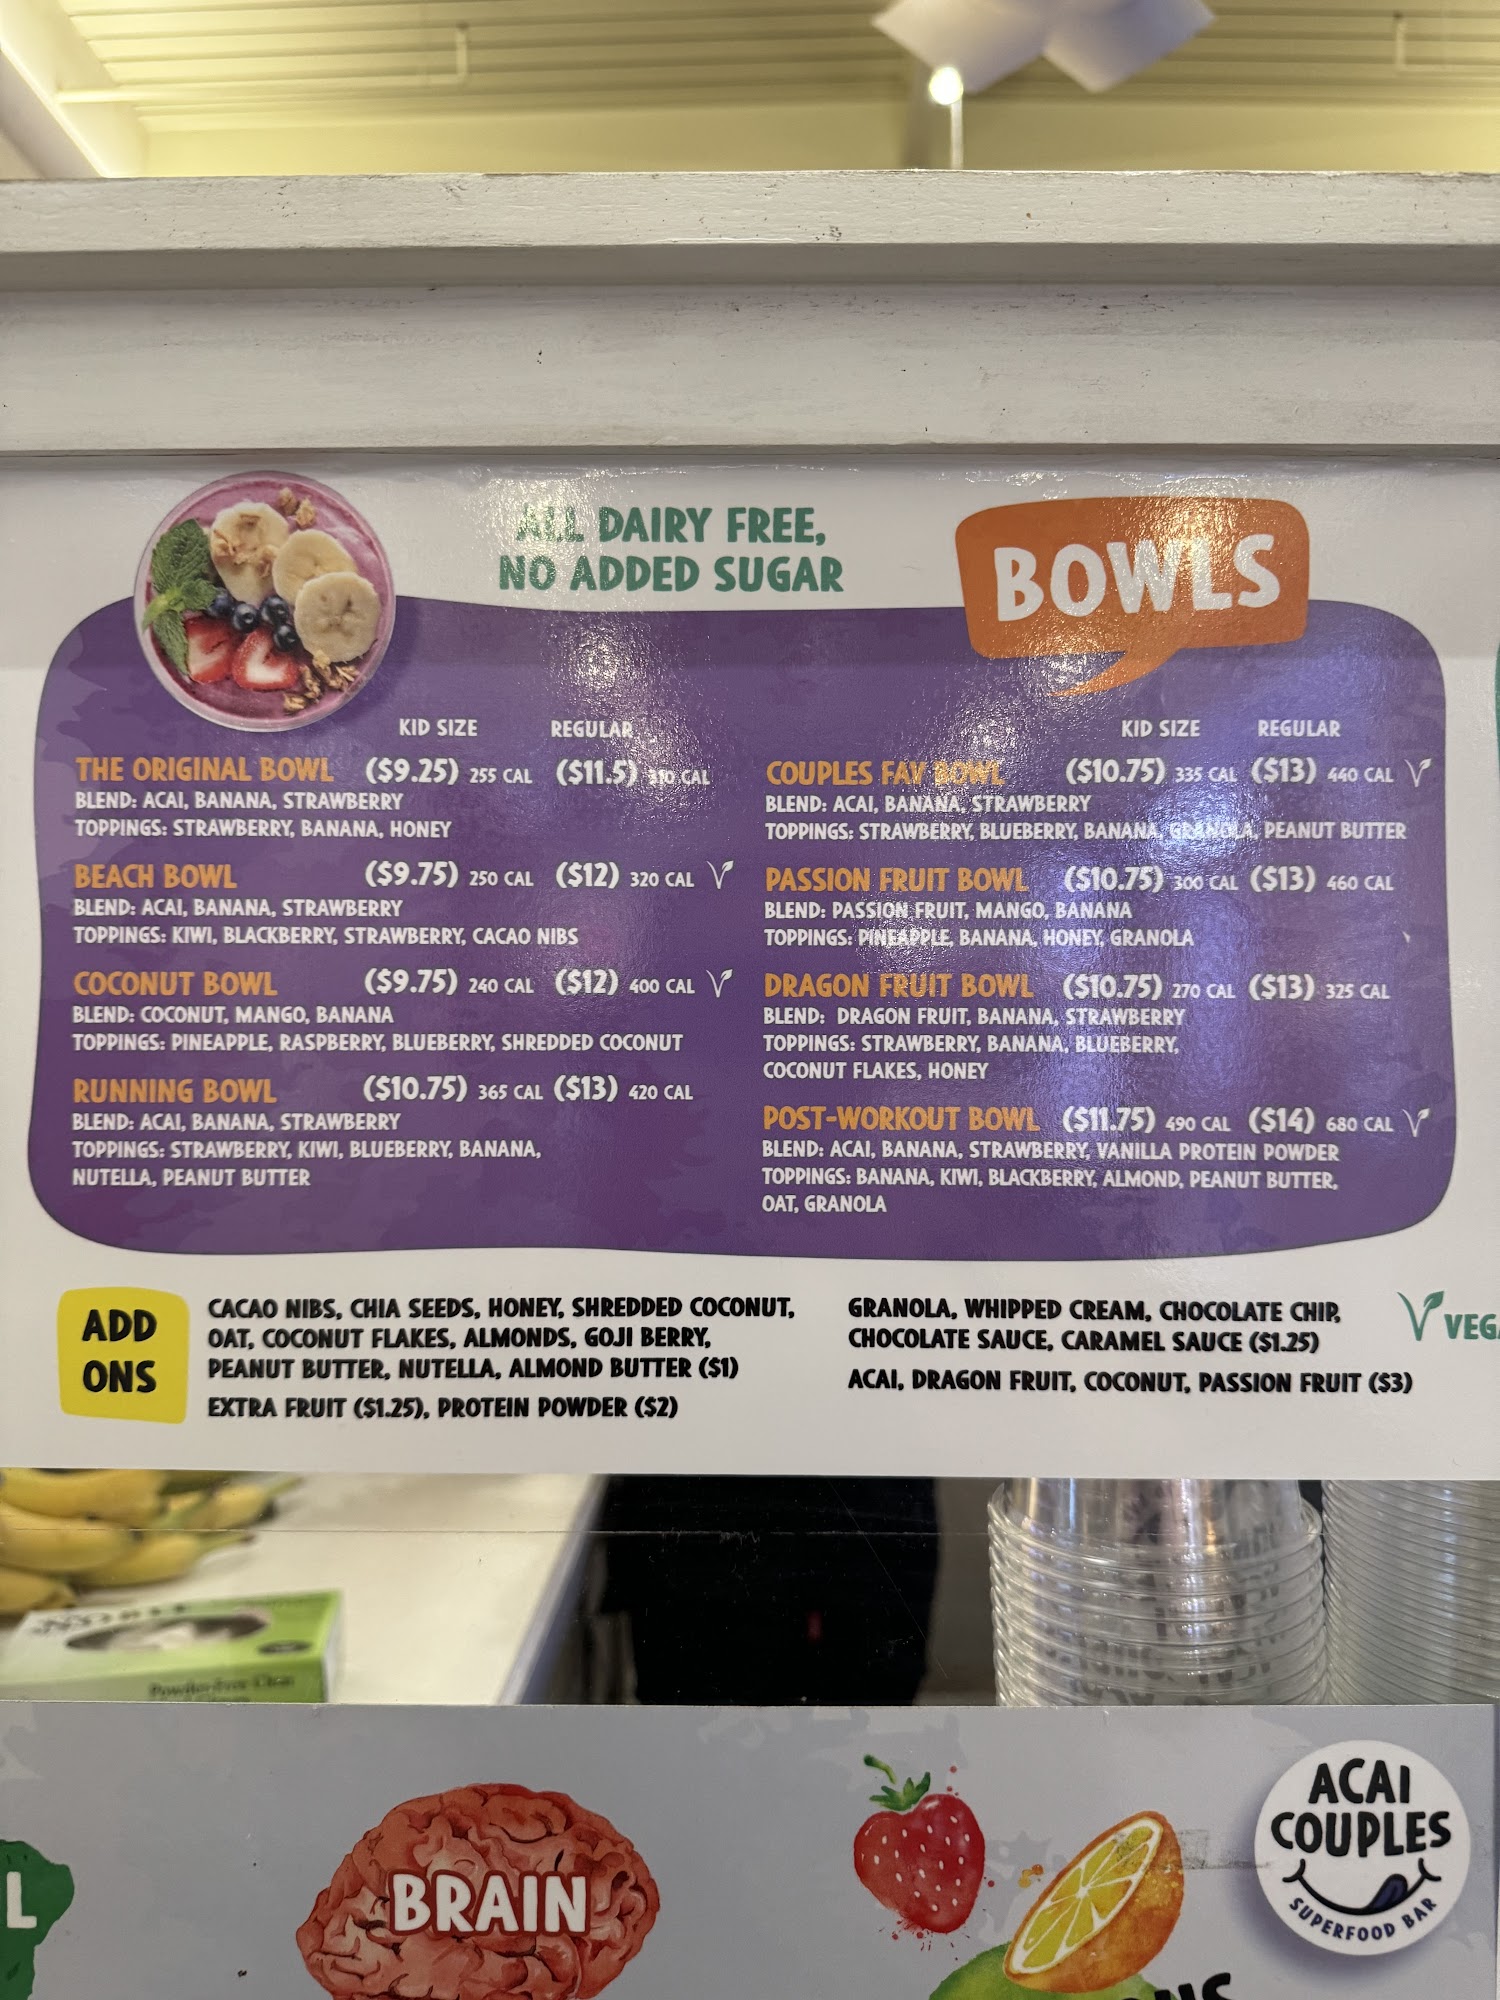 ALL DAIRY FREE,
NO ADDED SUGAR
BOWLS
KID SIZE REGULAR
THE ORIGINAL BOWL ($9.25) 255 CAL ($11.5) 310 CAL
BLEND: ACAI, BANANA, STRAWBERRY
TOPPINGS: STRAWBERRY, BANANA, HONEY
BEACH BOWL ($9.75) 250 CAL ($12) 320 CAL V
BLEND: ACAI, BANANA, STRAWBERRY
TOPPINGS: KIWI, BLACKBERRY, STRAWBERRY, CACAO NIBS
COCONUT BOWL ($9.75) 240 CAL ($12) 400 CAL V
BLEND: COCONUT, MANGO, BANANA
TOPPINGS: PINEAPPLE, RASPBERRY, BLUEBERRY, SHREDDED COCONUT
RUNNING BOWL ($10.75) 365 CAL ($13) 420 CAL
BLEND: ACAI, BANANA, STRAWBERRY
TOPPINGS: STRAWBERRY, KIWI, BLUEBERRY, BANANA,
NUTELLA, PEANUT BUTTER
KID SIZE REGULAR
COUPLES FAV BOWL ($10.75) 335 CAL ($13) 440 CAL V
BLEND: ACAI, BANANA, STRAWBERRY
TOPPINGS: STRAWBERRY, BLUEBERRY, BANANA, GRANOLA, PEANUT BUTTER
PASSION FRUIT BOWL ($10.75) 300 CAL ($13) 460 CAL
BLEND: PASSION FRUIT, MANGO, BANANA
TOPPINGS: PINEAPPLE, BANANA, HONEY, GRANOLA
DRAGON FRUIT BOWL ($10.75) 270 CAL ($13) 325 CAL
BLEND: DRAGON FRUIT, BANANA, STRAWBERRY
TOPPINGS: STRAWBERRY, BANANA, BLUEBERRY,
COCONUT FLAKES, HONEY
POST-WORKOUT BOWL ($11.75) 490 CAL ($14) 680 CAL V
BLEND: ACAI, BANANA, STRAWBERRY, VANILLA PROTEIN POWDER
TOPPINGS: BANANA, KIWI, BLACKBERRY, ALMOND, PEANUT BUTTER,
OAT, GRANOLA
ADD
ONS
CACAO NIBS, CHIA SEEDS, HONEY, SHREDDED COCONUT,
OAT, COCONUT FLAKES, ALMONDS, GOJI BERRY,
PEANUT BUTTER, NUTELLA, ALMOND BUTTER ($1)
EXTRA FRUIT ($1.25), PROTEIN POWDER ($2)
GRANOLA, WHIPPED CREAM, CHOCOLATE CHIP,
CHOCOLATE SAUCE, CARAMEL SAUCE ($1.25)
ACAI, DRAGON FRUIT, COCONUT, PASSION FRUIT ($3)
V VEGA
L
BRAIN
ACAI
COUPLES
SUPERFOOD BAR